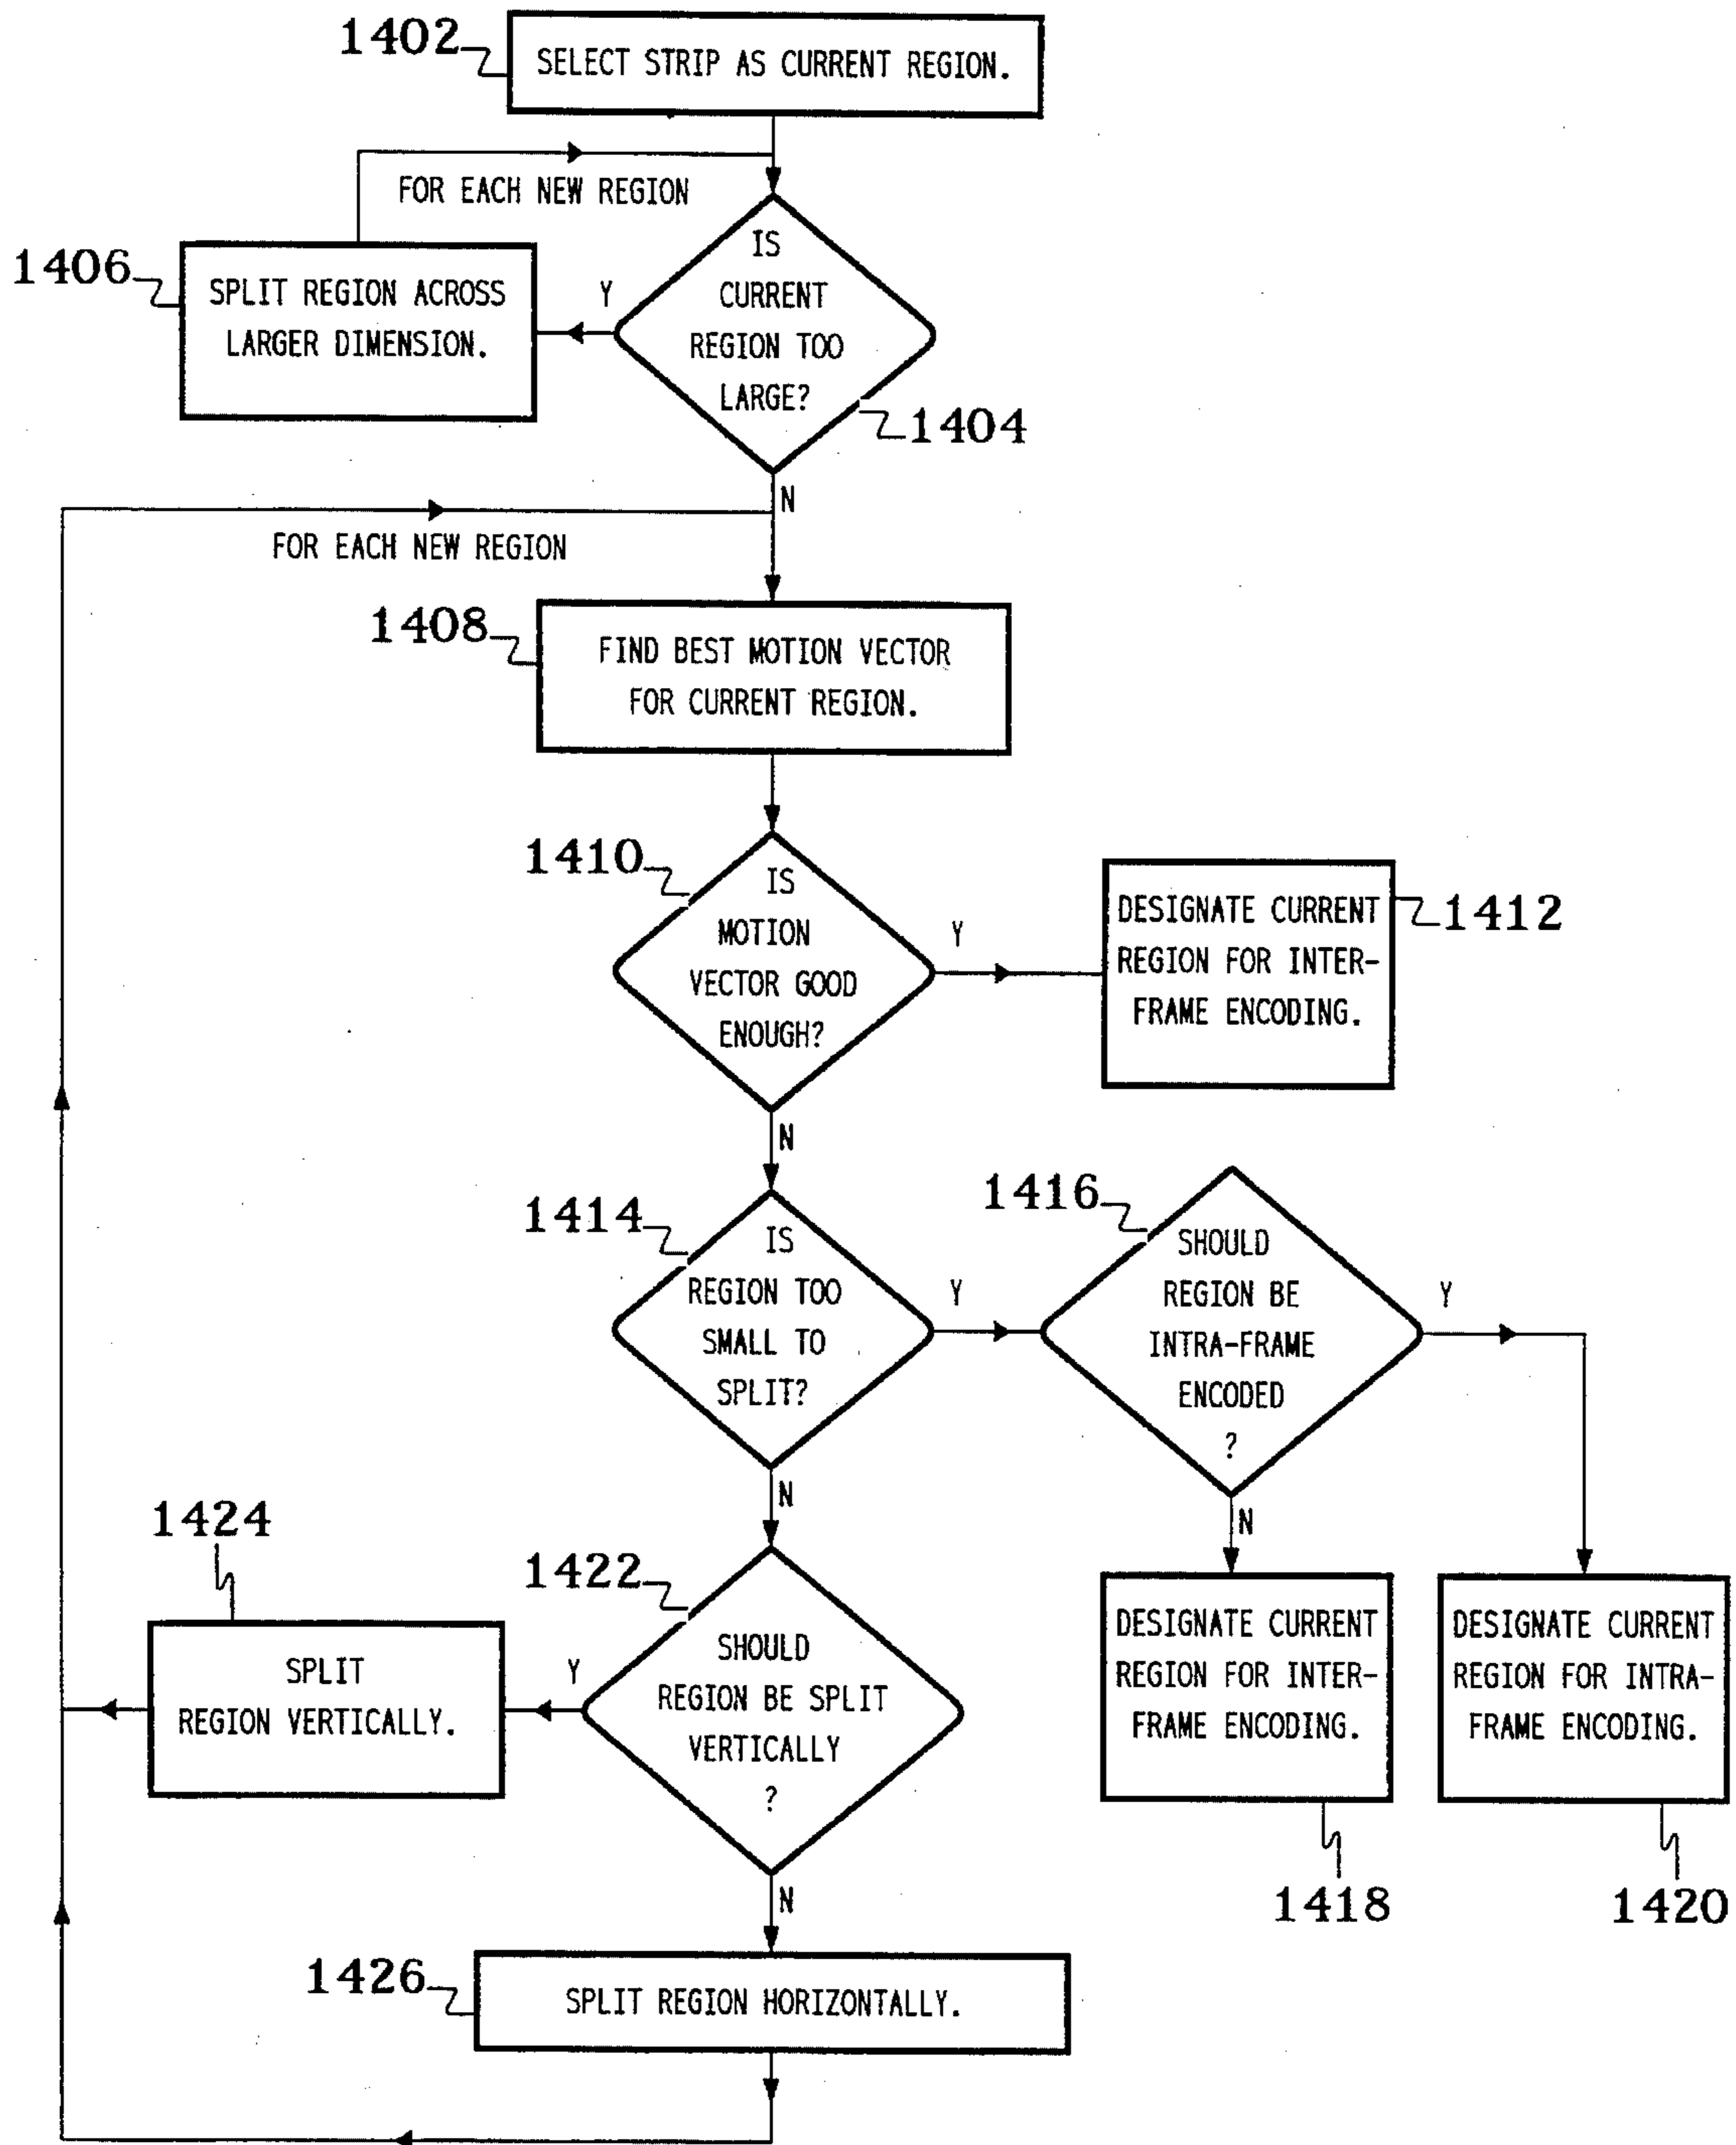 1402
SELECT STRIP AS CURRENT REGION.
FOR EACH NEW REGION
1406
SPLIT REGION ACROSS
LARGER DIMENSION.
Y
IS
CURRENT
REGION TOO
LARGE?
1404
N
FOR EACH NEW REGION
1408
FIND BEST MOTION VECTOR
FOR CURRENT REGION.
1410
IS
MOTION
VECTOR GOOD
ENOUGH?
Y
DESIGNATE CURRENT
REGION FOR INTER-
FRAME ENCODING.
1412
N
1414
IS
REGION TOO
SMALL TO
SPLIT?
Y
1416
SHOULD
REGION BE
INTRA-FRAME
ENCODED
?
Y
N
N
1424
SPLIT
REGION VERTICALLY.
Y
1422
SHOULD
REGION BE SPLIT
VERTICALLY
?
DESIGNATE CURRENT
REGION FOR INTER-
FRAME ENCODING.
1418
DESIGNATE CURRENT
REGION FOR INTRA-
FRAME ENCODING.
1420
N
1426
SPLIT REGION HORIZONTALLY.